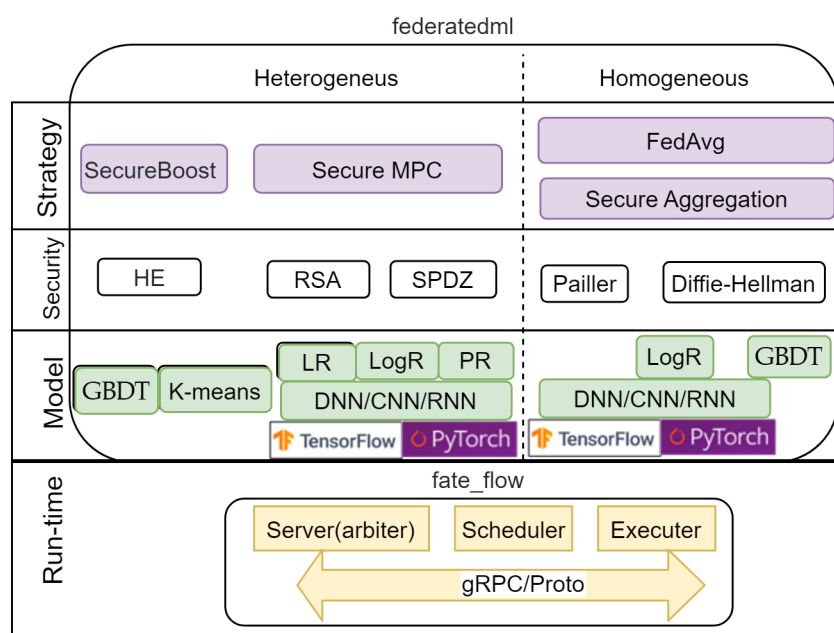 federatedml
Heterogeneus
Homogeneous
Strategy
SecureBoost
Secure MPC
FedAvg
Secure Aggregation
Security
HE
RSA
SPDZ
Pailler
Diffie-Hellman
Model
GBDT
K-means
LR
LogR
PR
DNN/CNN/RNN
TensorFlow
PyTorch
LogR
GBDT
DNN/CNN/RNN
TensorFlow
PyTorch
Run-time
fate_flow
Server(arbiter)
Scheduler
Executer
gRPC/Proto